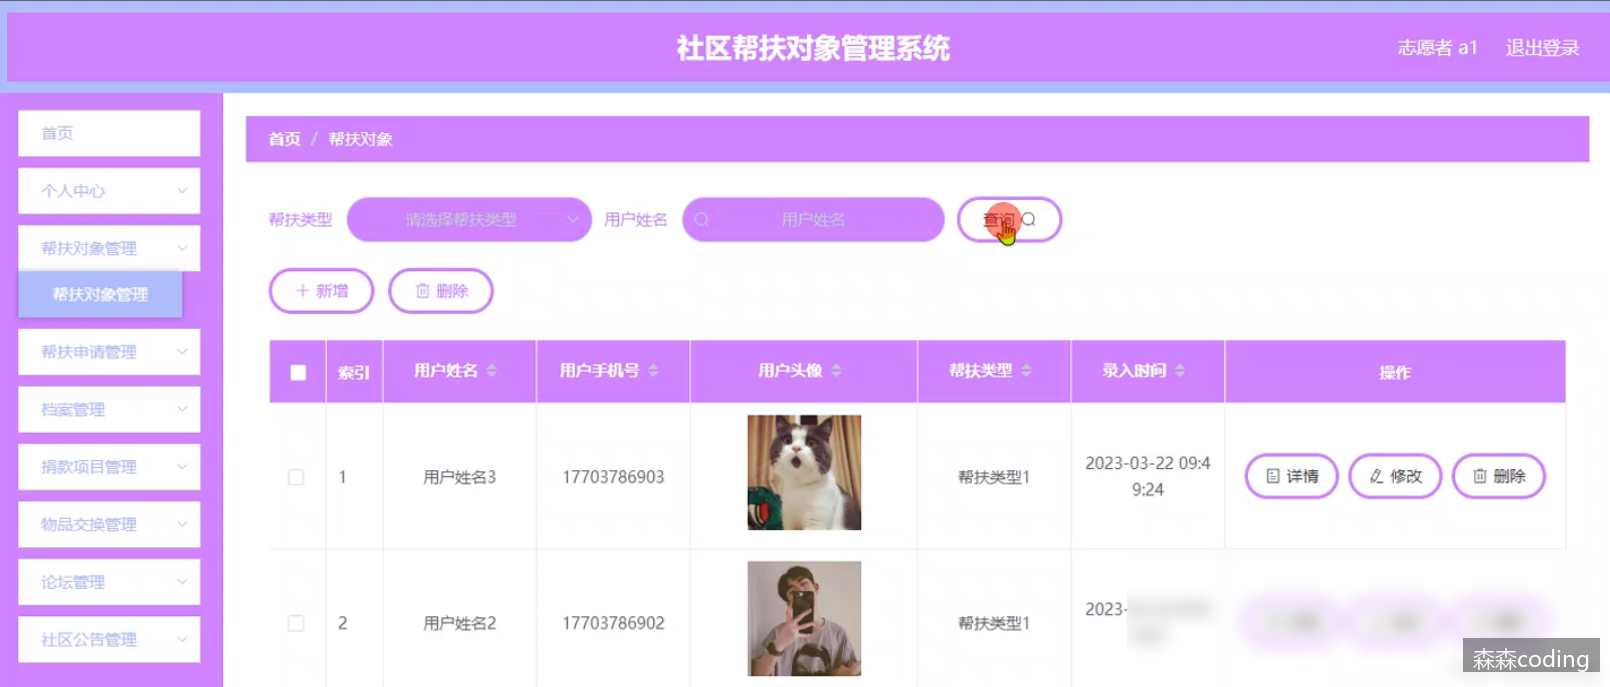 社区帮扶对象管理系统
志愿者 a1
退出登录
首页
个人中心
帮扶对象管理
帮扶对象管理
帮扶申请管理
档案管理
捐款项目管理
物品交换管理
论坛管理
社区公告管理
首页 / 帮扶对象
帮扶类型 请选择帮扶类型 用户姓名 用户姓名 查询
新增 删除
索引 用户姓名 用户手机号 用户头像 帮扶类型 录入时间 操作
1 用户姓名3 17703786903 帮扶类型1 2023-03-22 09:4
9:24
详情 修改 删除
2 用户姓名2 17703786902 帮扶类型1 2023-
森森coding